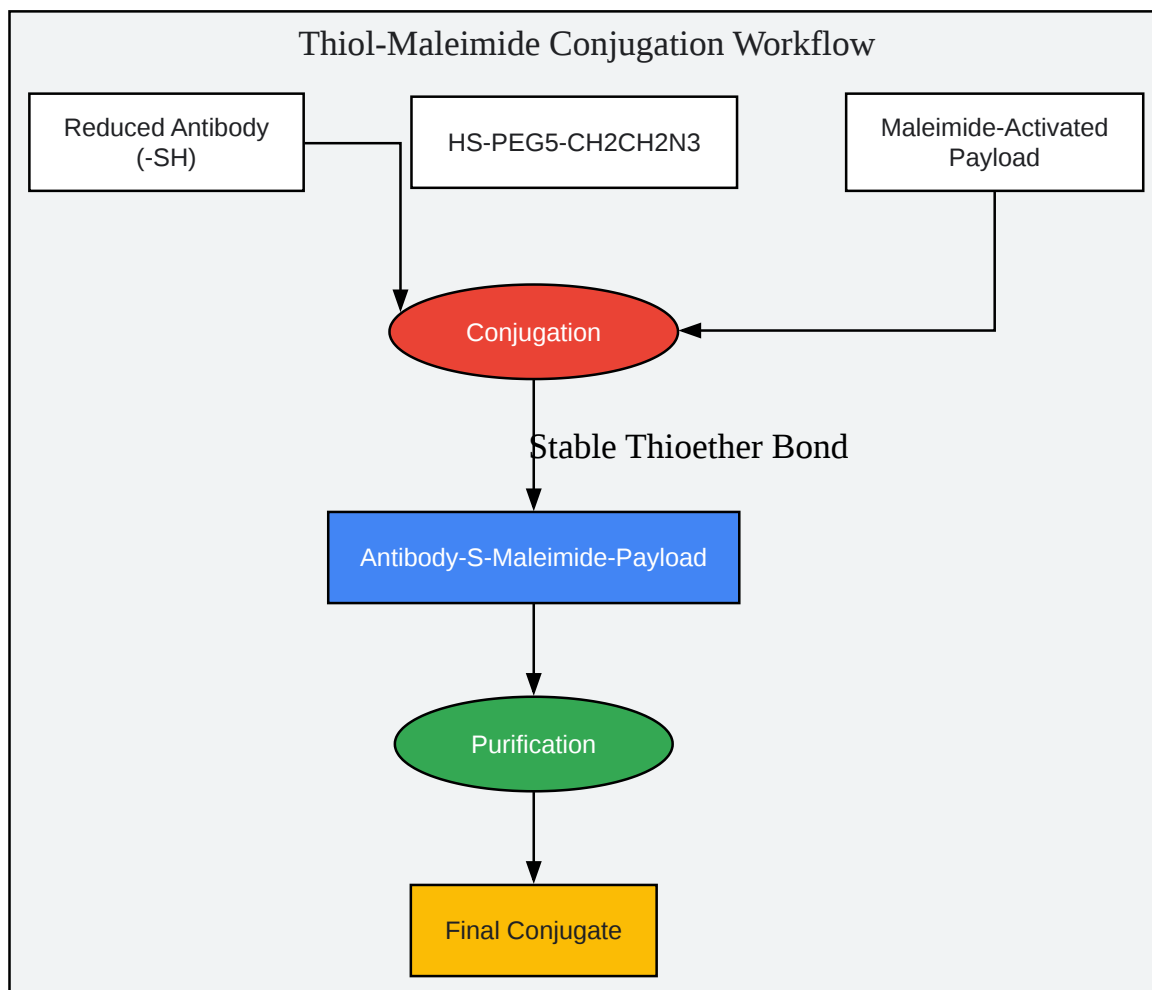 Thiol-Maleimide Conjugation Workflow
Reduced Antibody
(-SH)
HS-PEG5-CH2CH2N3
Maleimide-Activated
Payload
Conjugation
Stable Thioether Bond
Antibody-S-Maleimide-Payload
Purification
Final Conjugate